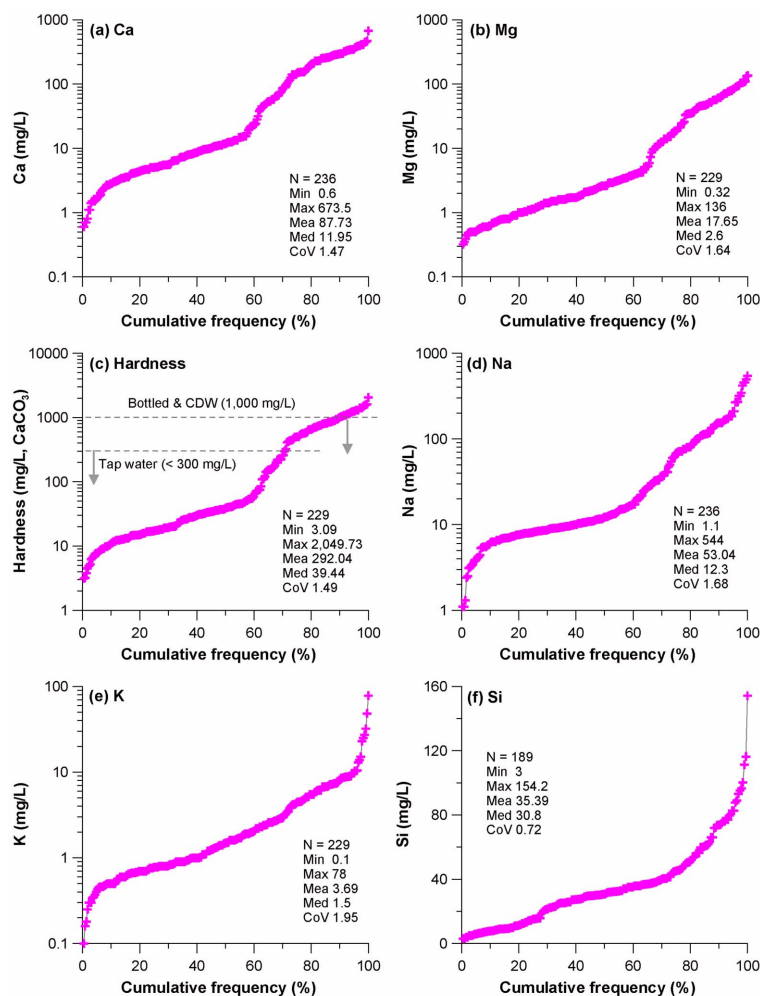 (a) Ca
Ca (mg/L)
1000
100
10
1
0.1
N = 236
Min 0.6
Max 673.5
Mea 87.73
Med 11.95
CoV 1.47
0 20 40 60 80 100
Cumulative frequency (%)
(b) Mg
Mg (mg/L)
1000
100
10
1
0.1
N = 229
Min 0.32
Max 136
Mea 17.65
Med 2.6
CoV 1.64
0 20 40 60 80 100
Cumulative frequency (%)
(c) Hardness
Hardness (mg/L, CaCO₃)
10000
1000
100
10
1
Bottled & CDW (1,000 mg/L)
Tap water (< 300 mg/L)
N = 229
Min 3.09
Max 2,049.73
Mea 292.04
Med 39.44
CoV 1.49
0 20 40 60 80 100
Cumulative frequency (%)
(d) Na
Na (mg/L)
1000
100
10
1
N = 236
Min 1.1
Max 544
Mea 53.04
Med 12.3
CoV 1.68
0 20 40 60 80 100
Cumulative frequency (%)
(e) K
K (mg/L)
100
10
1
0.1
N = 229
Min 0.1
Max 78
Mea 3.69
Med 1.5
CoV 1.95
0 20 40 60 80 100
Cumulative frequency (%)
(f) Si
Si (mg/L)
160
120
80
40
0
N = 189
Min 3
Max 154.2
Mea 35.39
Med 30.8
CoV 0.72
0 20 40 60 80 100
Cumulative frequency (%)